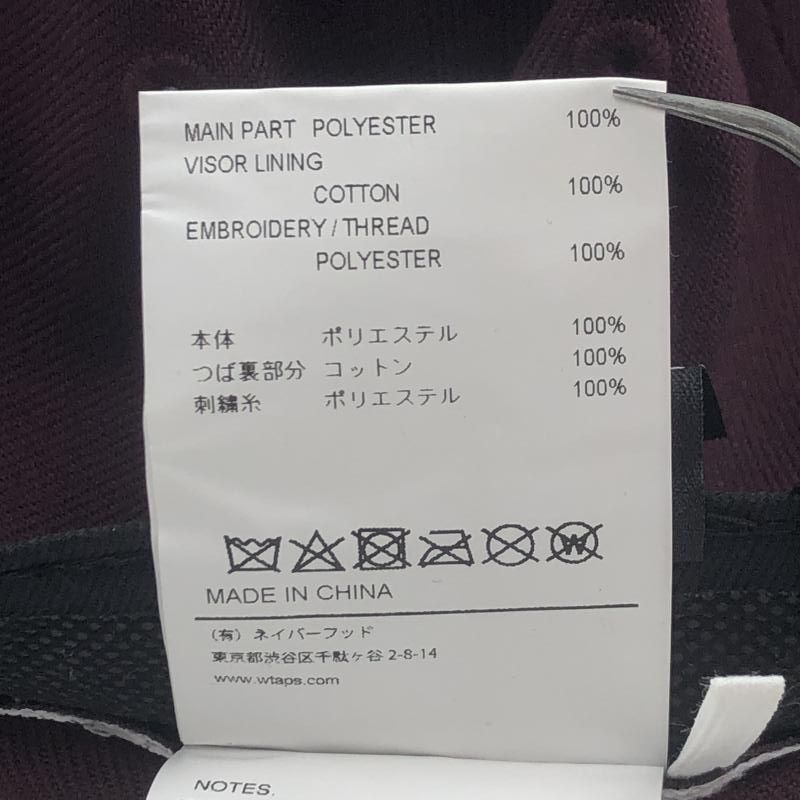 MAIN PART POLYESTER 100%
VISOR LINING
COTTON 100%
EMBROIDERY / THREAD
POLYESTER 100%
本体 ポリエステル 100%
つば裏部分 コットン 100%
刺繍糸 ポリエステル 100%
W
MADE IN CHINA
(有) ネイバーフッド
東京都渋谷区千駄ヶ谷 2-8-14
www.wtaps.com
NOTES.